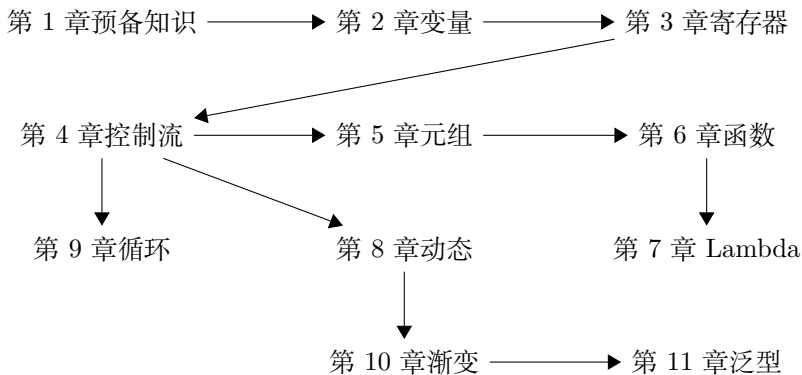 第 1 章预备知识 第 2 章变量 第 3 章寄存器
第 4 章控制流 第 5 章元组 第 6 章函数
第 9 章循环 第 8 章动态 第 7 章 Lambda
第 10 章渐变 第 11 章泛型